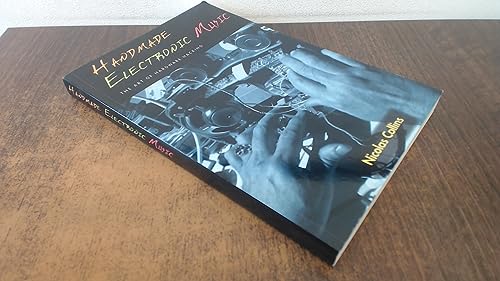 HANDMADE
ELECTRONIC MUSIC
THE ART OF HARDWARE HACKING
Nicolas Collins
HANDMADE ELECTRONIC MUSIC